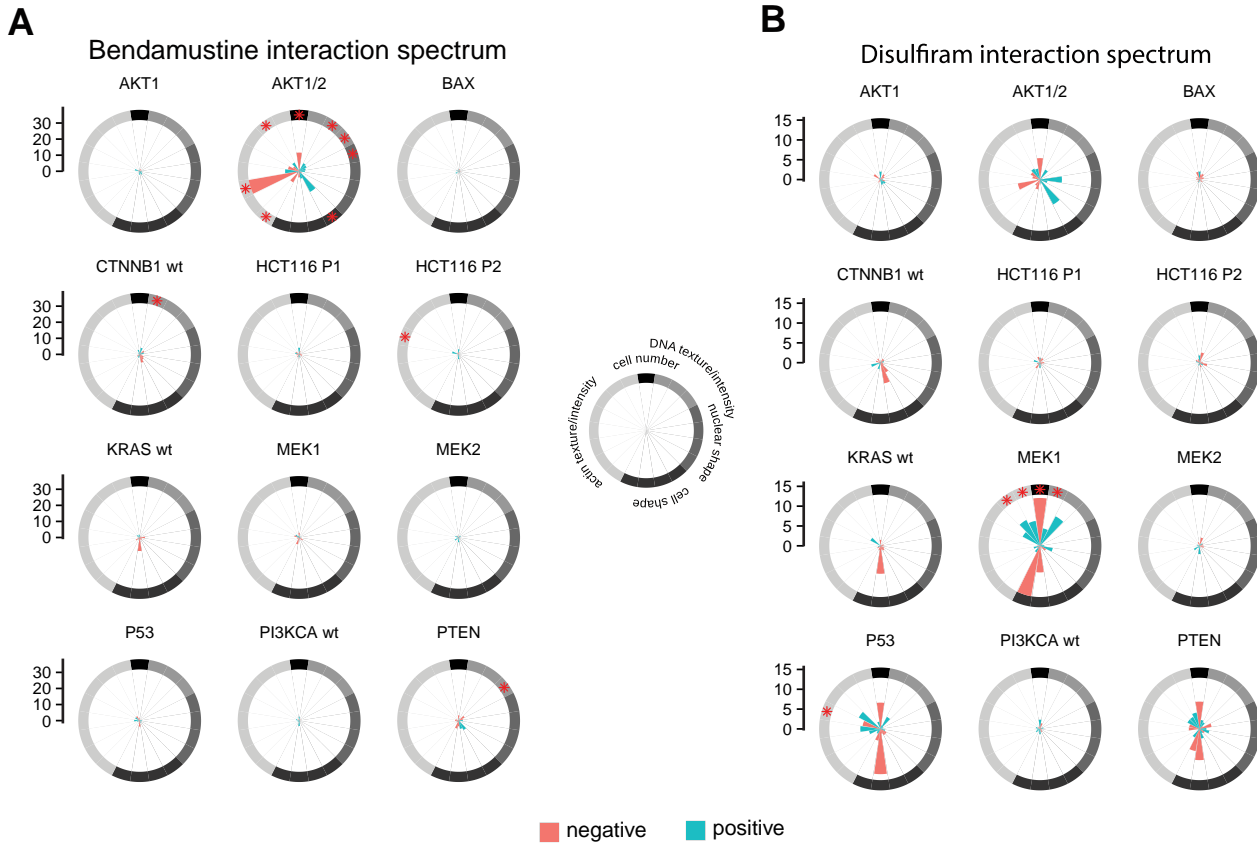 A
Bendamustine interaction spectrum
AKT1
AKT1/2
BAX
30
20
10
0
CTNNB1 wt
HCT116 P1
HCT116 P2
30
20
10
0
KRAS wt
MEK1
MEK2
30
20
10
0
P53
PI3KCA wt
PTEN
30
20
10
0
cell number
DNA texture/intensity
nuclear shape
cell shape
actin texture/intensity
B
Disulfiram interaction spectrum
AKT1
AKT1/2
BAX
15
10
5
0
CTNNB1 wt
HCT116 P1
HCT116 P2
15
10
5
0
KRAS wt
MEK1
MEK2
15
10
5
0
P53
PI3KCA wt
PTEN
15
10
5
0
negative
positive